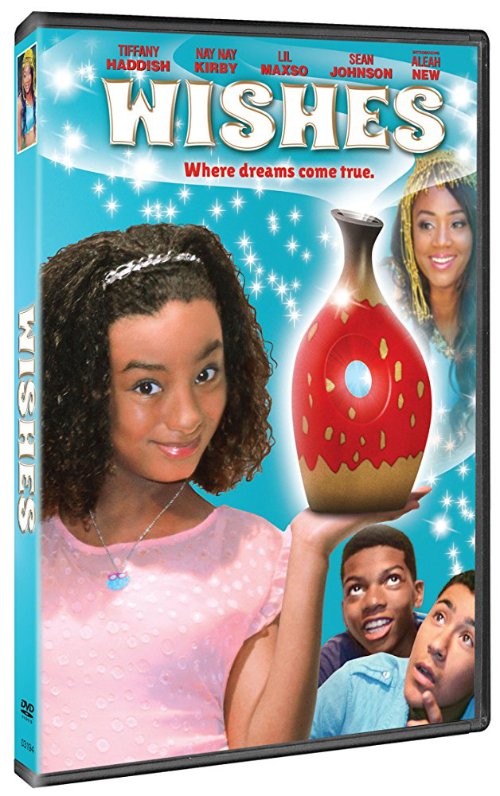 TIFFANY
HADDISH
NAY NAY
KIRBY
LIL
MAXSO
SEAN
JOHNSON
ALEAH
NEW
WISHES
Where dreams come true.
WISHES
DVD